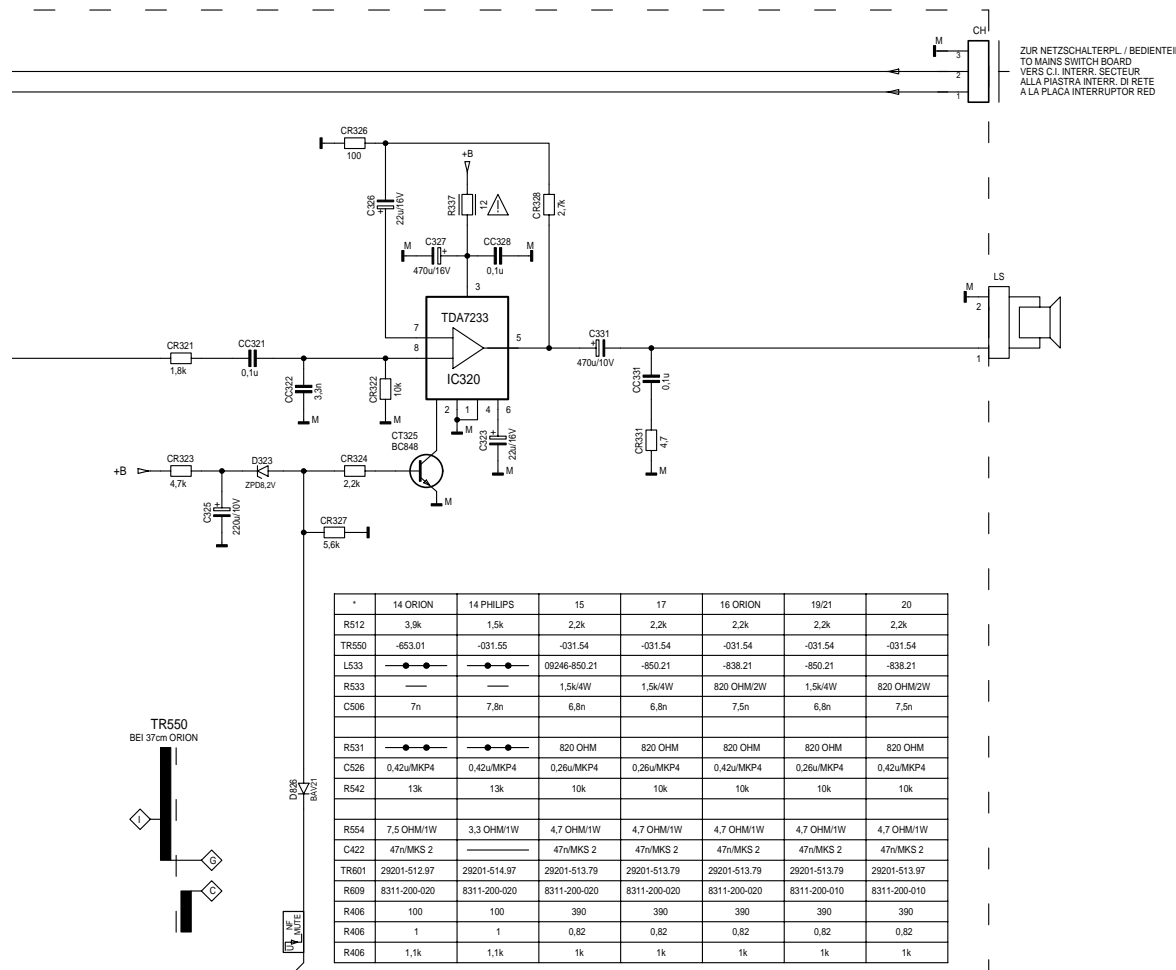 CH
M
3
2
1
ZUR NETZSCHALTERPL. / BEDIENTEIL
TO MAINS SWITCH BOARD
VERS C.I. INTERR. SECTEUR
ALLA PIASTRA INTERR. DI RETE
A LA PLACA INTERRUPTOR RED
CR326
100
+B
C326
22u/16V
+
R337
12
CR328
2,7k
M
C327
+
470u/16V
CC328
0,1u
M
3
TDA7233
7
8
5
IC320
2
1
4
6
M
C323
+
22u/16V
M
CR321
1,8k
CC321
0,1u
CC322
3,3n
M
CR322
10k
M
C331
+
470u/10V
CC331
0,1u
CR331
4,7
M
LS
M
2
1
CT325
BC848
M
+B
CR323
4,7k
D323
ZPD8,2V
CR324
2,2k
C325
+
220u/10V
CR327
5,6k
* 14 ORION 14 PHILIPS 15 17 16 ORION 19/21 20
R512 3,9k 1,5k 2,2k 2,2k 2,2k 2,2k 2,2k
TR550 -653.01 -031.55 -031.54 -031.54 -031.54 -031.54 -031.54
L533 09246-850.21 -850.21 -838.21 -850.21 -838.21
R533 — — 1,5k/4W 1,5k/4W 820 OHM/2W 1,5k/4W 820 OHM/2W
C506 7n 7,8n 6,8n 6,8n 7,5n 6,8n 7,5n
R531 820 OHM 820 OHM 820 OHM 820 OHM 820 OHM
C526 0,42u/MKP4 0,42u/MKP4 0,26u/MKP4 0,26u/MKP4 0,42u/MKP4 0,26u/MKP4 0,42u/MKP4
R542 13k 13k 10k 10k 10k 10k 10k
R554 7,5 OHM/1W 3,3 OHM/1W 4,7 OHM/1W 4,7 OHM/1W 4,7 OHM/1W 4,7 OHM/1W 4,7 OHM/1W
C422 47n/MKS 2 — 47n/MKS 2 47n/MKS 2 47n/MKS 2 47n/MKS 2 47n/MKS 2
TR601 29201-512.97 29201-514.97 29201-513.79 29201-513.79 29201-513.79 29201-513.79 29201-513.97
R609 8311-200-020 8311-200-020 8311-200-020 8311-200-020 8311-200-020 8311-200-010 8311-200-010
R406 100 100 390 390 390 390 390
R406 1 1 0,82 0,82 0,82 0,82 0,82
R406 1,1k 1,1k 1k 1k 1k 1k 1k
TR550
BEI 37cm ORION
I
G
C
D826
BAV21
NF
MUTE
U